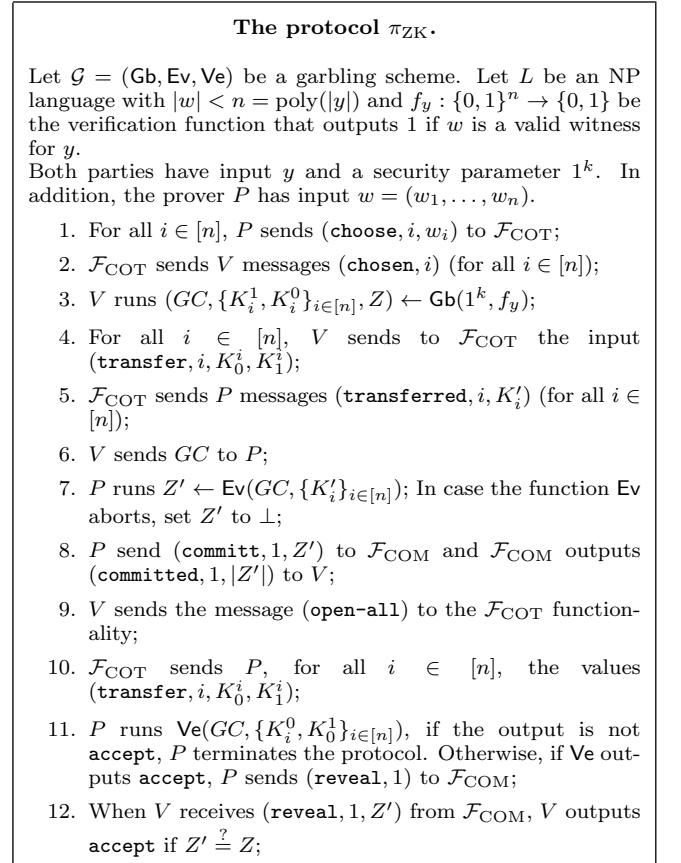 The protocol π_ZK.
Let 𝒢 = (Gb, Ev, Ve) be a garbling scheme. Let L be an NP
language with |w| < n = poly(|y|) and f_y : {0, 1}^n → {0, 1} be
the verification function that outputs 1 if w is a valid witness
for y.
Both parties have input y and a security parameter 1^k. In
addition, the prover P has input w = (w_1, . . . , w_n).
1. For all i ∈ [n], P sends (choose, i, w_i) to ℱ_COT;
2. ℱ_COT sends V messages (chosen, i) (for all i ∈ [n]);
3. V runs (GC, {K_i^1, K_i^0}_{i∈[n]}, Z) ← Gb(1^k, f_y);
4. For all i ∈ [n], V sends to ℱ_COT the input
(transfer, i, K_0^i, K_1^i);
5. ℱ_COT sends P messages (transferred, i, K_i′) (for all i ∈
[n]);
6. V sends GC to P;
7. P runs Z′ ← Ev(GC, {K_i′}_{i∈[n]}); In case the function Ev
aborts, set Z′ to ⊥;
8. P send (committ, 1, Z′) to ℱ_COM and ℱ_COM outputs
(committed, 1, |Z′|) to V;
9. V sends the message (open-all) to the ℱ_COT function-
ality;
10. ℱ_COT sends P, for all i ∈ [n], the values
(transfer, i, K_0^i, K_1^i);
11. P runs Ve(GC, {K_i^0, K_0^1}_{i∈[n]}), if the output is not
accept, P terminates the protocol. Otherwise, if Ve out-
puts accept, P sends (reveal, 1) to ℱ_COM;
12. When V receives (reveal, 1, Z′) from ℱ_COM, V outputs
accept if Z′ ≟ Z;